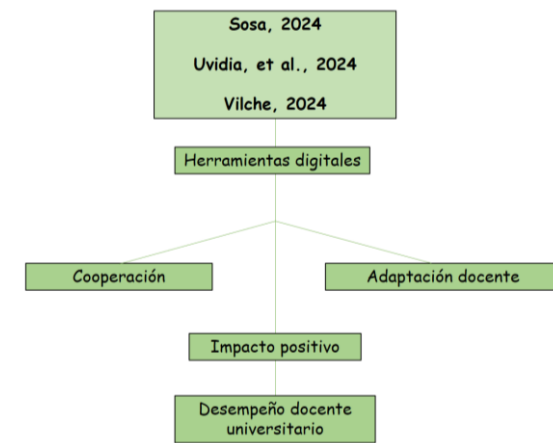 Sosa, 2024
Uvidia, et al., 2024
Vilche, 2024
Herramientas digitales
Cooperación
Adaptación docente
Impacto positivo
Desempeño docente
universitario